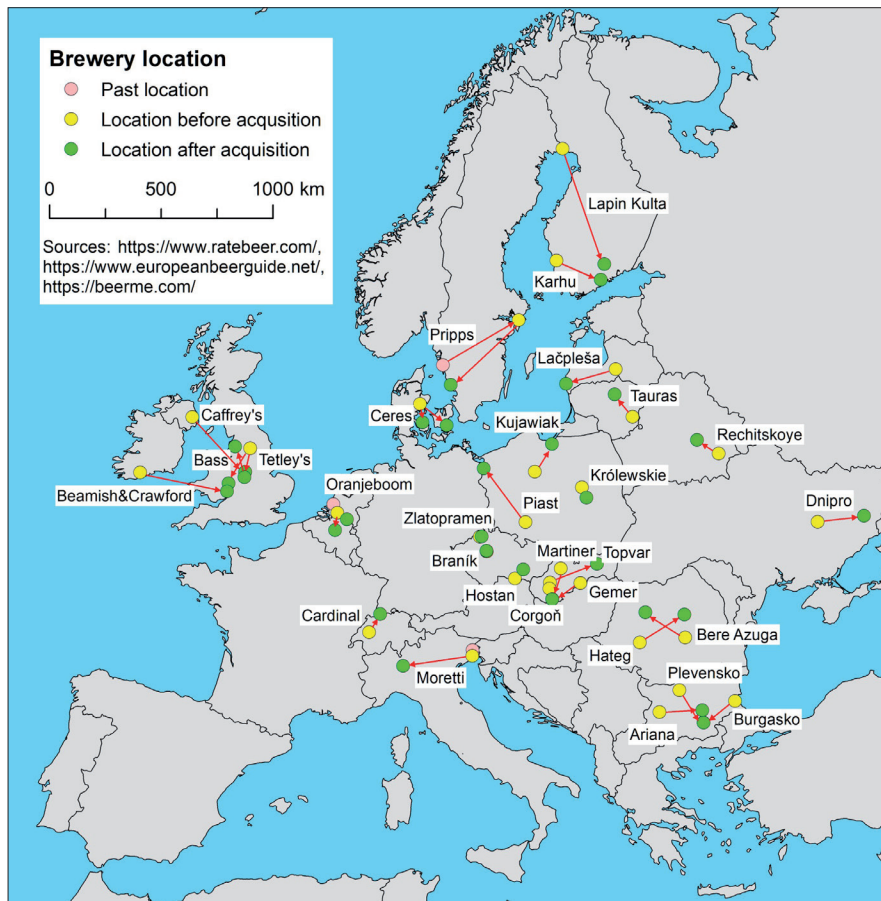 Brewery location
Past location
Location before acqusition
Location after acquisition
0 500 1000 km
Sources: https://www.ratebeer.com/,
https://www.europeanbeerguide.net/,
https://beerme.com/
Lapin Kulta
Karhu
Pripps
Lačpleša
Tauras
Ceres
Kujawiak
Caffrey's
Rechitskoye
Bass
Tetley's
Królewskie
Oranjeboom
Beamish&Crawford
Piast
Dnipro
Zlatopramen
Martiner
Topvar
Braník
Hostan
Gemer
Corgoň
Cardinal
Bere Azuga
Hateg
Plevensko
Moretti
Burgasko
Ariana